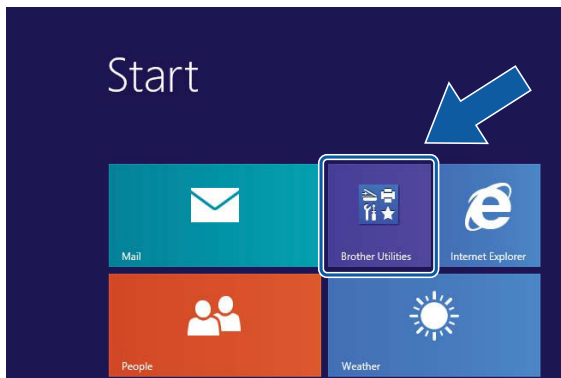 Start
Mail
Brother Utilities
Internet Explorer
People
Weather